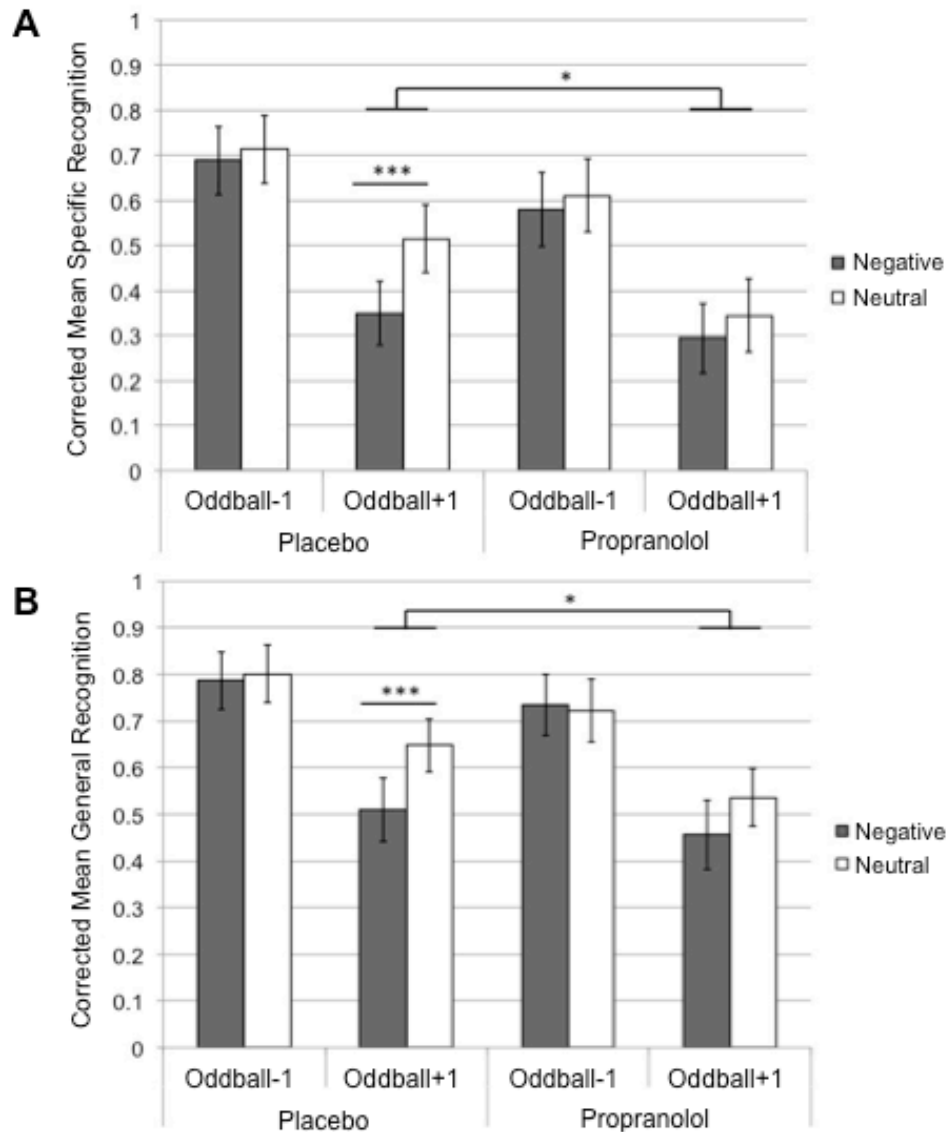 A
Corrected Mean Specific Recognition
1
0.9
0.8
0.7
0.6
0.5
0.4
0.3
0.2
0.1
0
*
***
Negative
Neutral
Oddball-1 Oddball+1 Oddball-1 Oddball+1
Placebo Propranolol
B
Corrected Mean General Recognition
1
0.9
0.8
0.7
0.6
0.5
0.4
0.3
0.2
0.1
0
*
***
Negative
Neutral
Oddball-1 Oddball+1 Oddball-1 Oddball+1
Placebo Propranolol